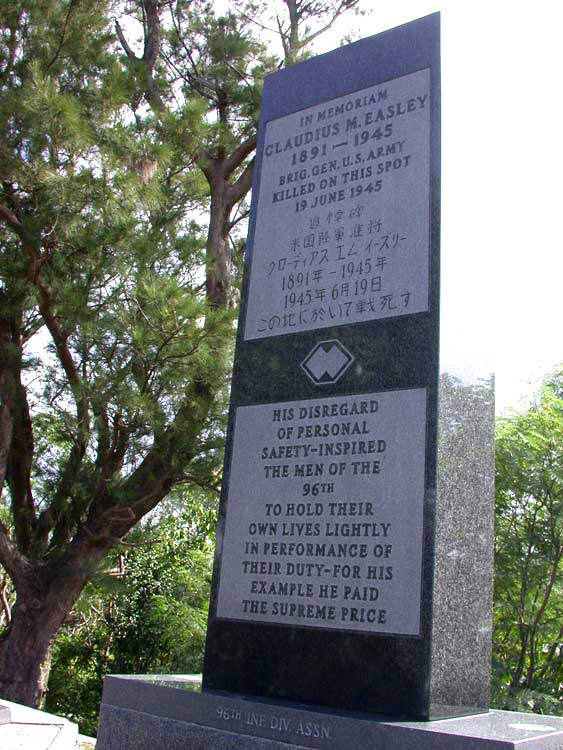 IN MEMORIAM
CLAUDIUS M. EASLEY
1891 — 1945
BRIG. GEN. U.S. ARMY
KILLED ON THIS SPOT
19 JUNE 1945
追悼碑
米国陸軍准将
クローディアス エム イースリー
1891年-1945年
1945年6月19日
この地に於いて戦死す
HIS DISREGARD
OF PERSONAL
SAFETY-INSPIRED
THE MEN OF THE
96TH
TO HOLD THEIR
OWN LIVES LIGHTLY
IN PERFORMANCE OF
THEIR DUTY-FOR HIS
EXAMPLE HE PAID
THE SUPREME PRICE
96TH INF. DIV. ASSN.